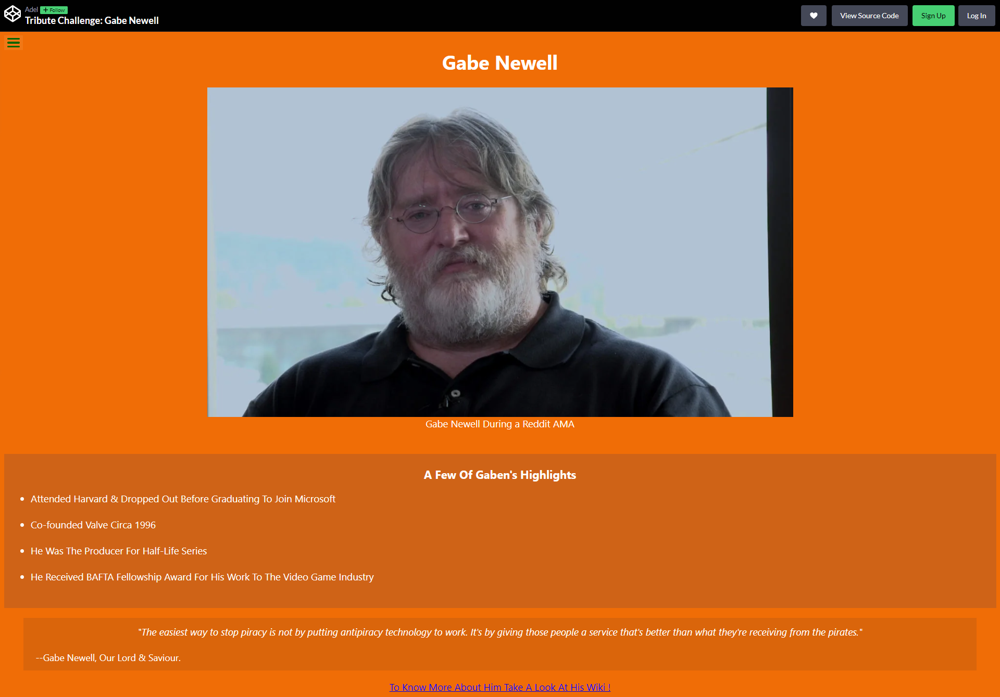 Adel + Follow
Tribute Challenge: Gabe Newell
View Source Code
Sign Up
Log In
Gabe Newell
Gabe Newell During a Reddit AMA
A Few Of Gaben's Highlights
• Attended Harvard & Dropped Out Before Graduating To Join Microsoft
• Co-founded Valve Circa 1996
• He Was The Producer For Half-Life Series
• He Received BAFTA Fellowship Award For His Work To The Video Game Industry
"The easiest way to stop piracy is not by putting antipiracy technology to work. It's by giving those people a service that's better than what they're receiving from the pirates."
--Gabe Newell, Our Lord & Saviour.
To Know More About Him Take A Look At His Wiki !